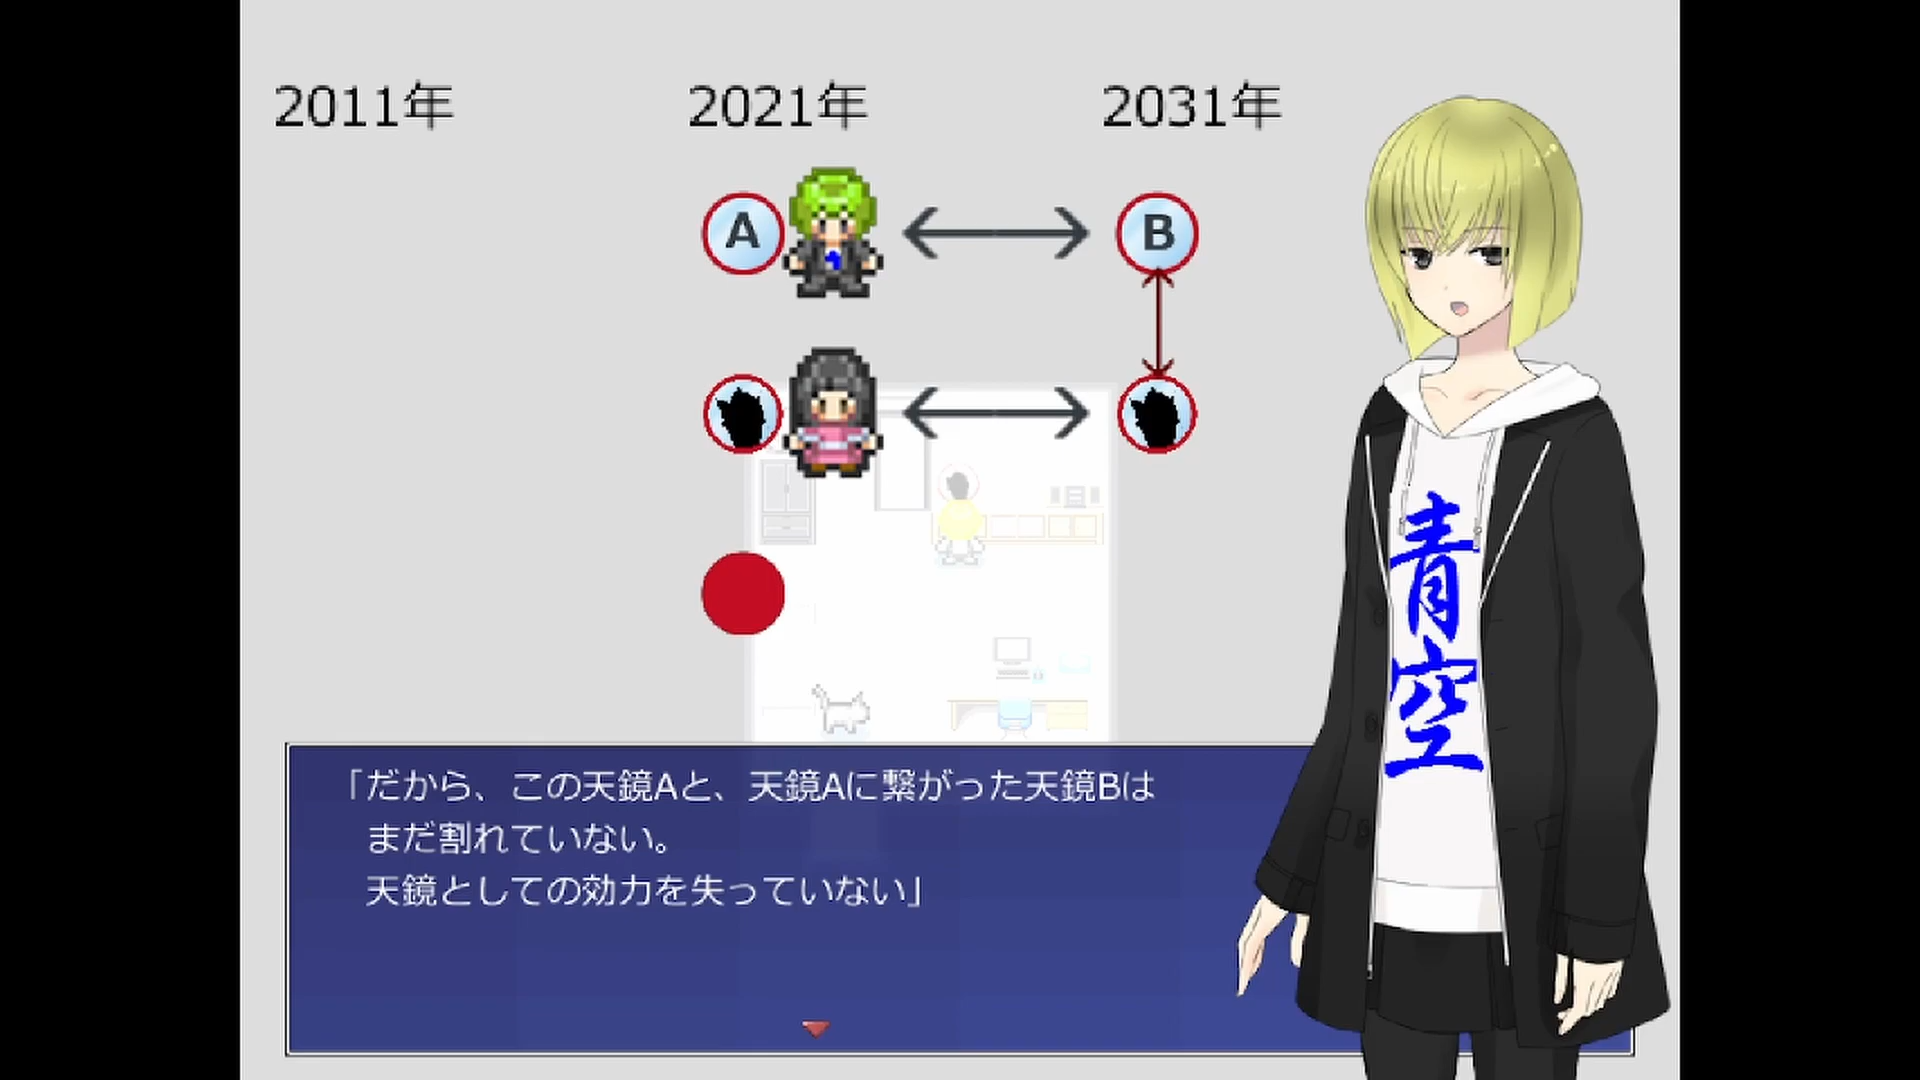 2011年
2021年
2031年
A
B
青空
「だから、この天鏡Aと、天鏡Aに繋がった天鏡Bは
まだ割れていない。
天鏡としての効力を失っていない」